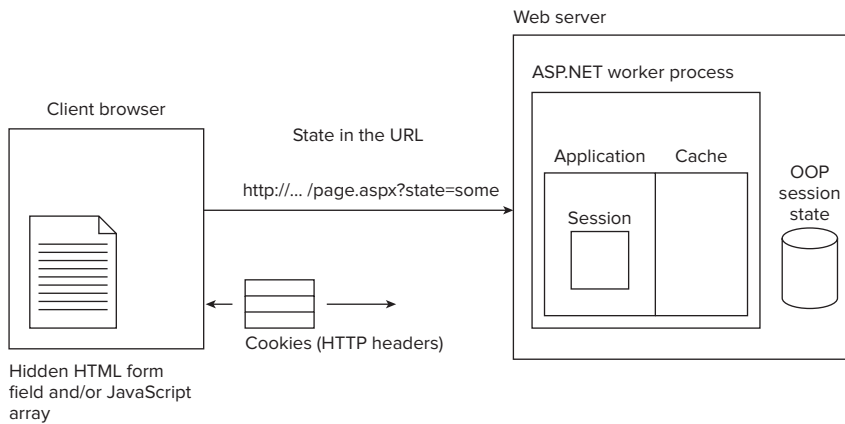 Web server
ASP.NET worker process
Client browser
State in the URL
Application
Cache
OOP
session
state
http://... /page.aspx?state=some
Session
Cookies (HTTP headers)
Hidden HTML form
field and/or JavaScript
array